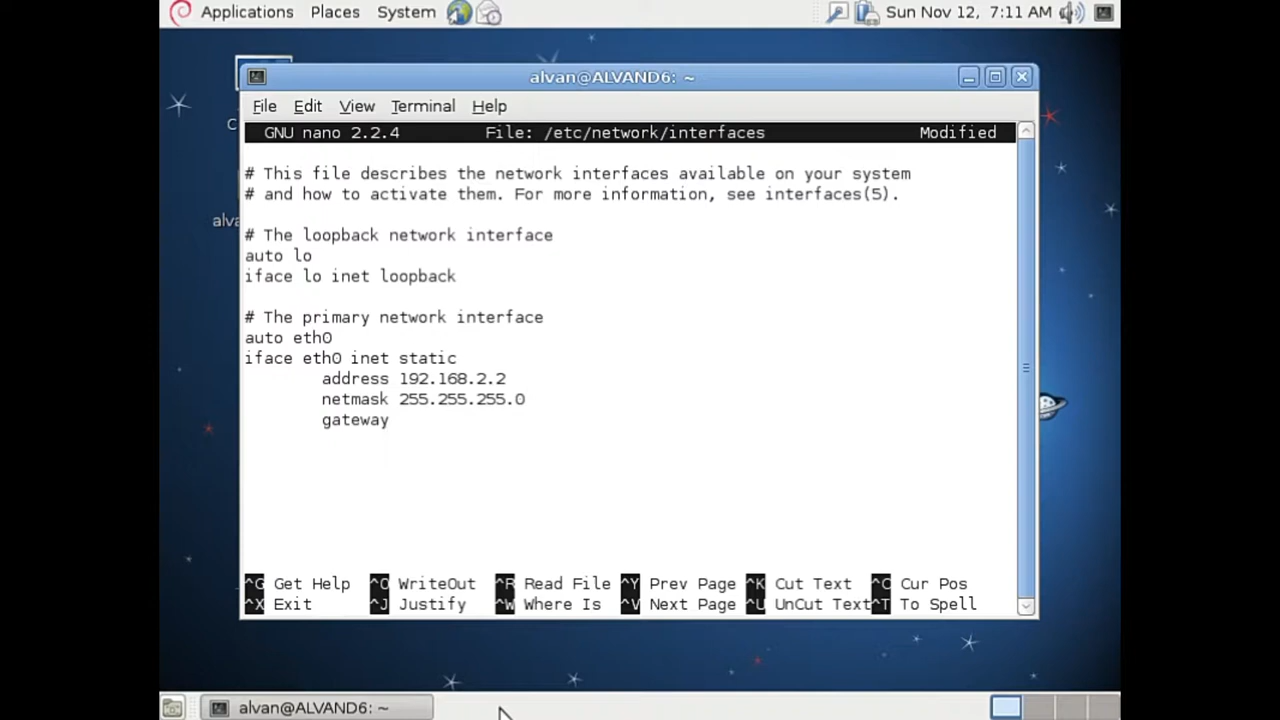 Applications Places System Sun Nov 12, 7:11 AM
alvan@ALVAND6: ~
File Edit View Terminal Help
GNU nano 2.2.4 File: /etc/network/interfaces Modified
# This file describes the network interfaces available on your system
# and how to activate them. For more information, see interfaces(5).
# The loopback network interface
auto lo
iface lo inet loopback
# The primary network interface
auto eth0
iface eth0 inet static
address 192.168.2.2
netmask 255.255.255.0
gateway
^G Get Help ^O WriteOut ^R Read File ^Y Prev Page ^K Cut Text ^C Cur Pos
^X Exit ^J Justify ^W Where Is ^V Next Page ^U UnCut Text ^T To Spell
alvan@ALVAND6: ~